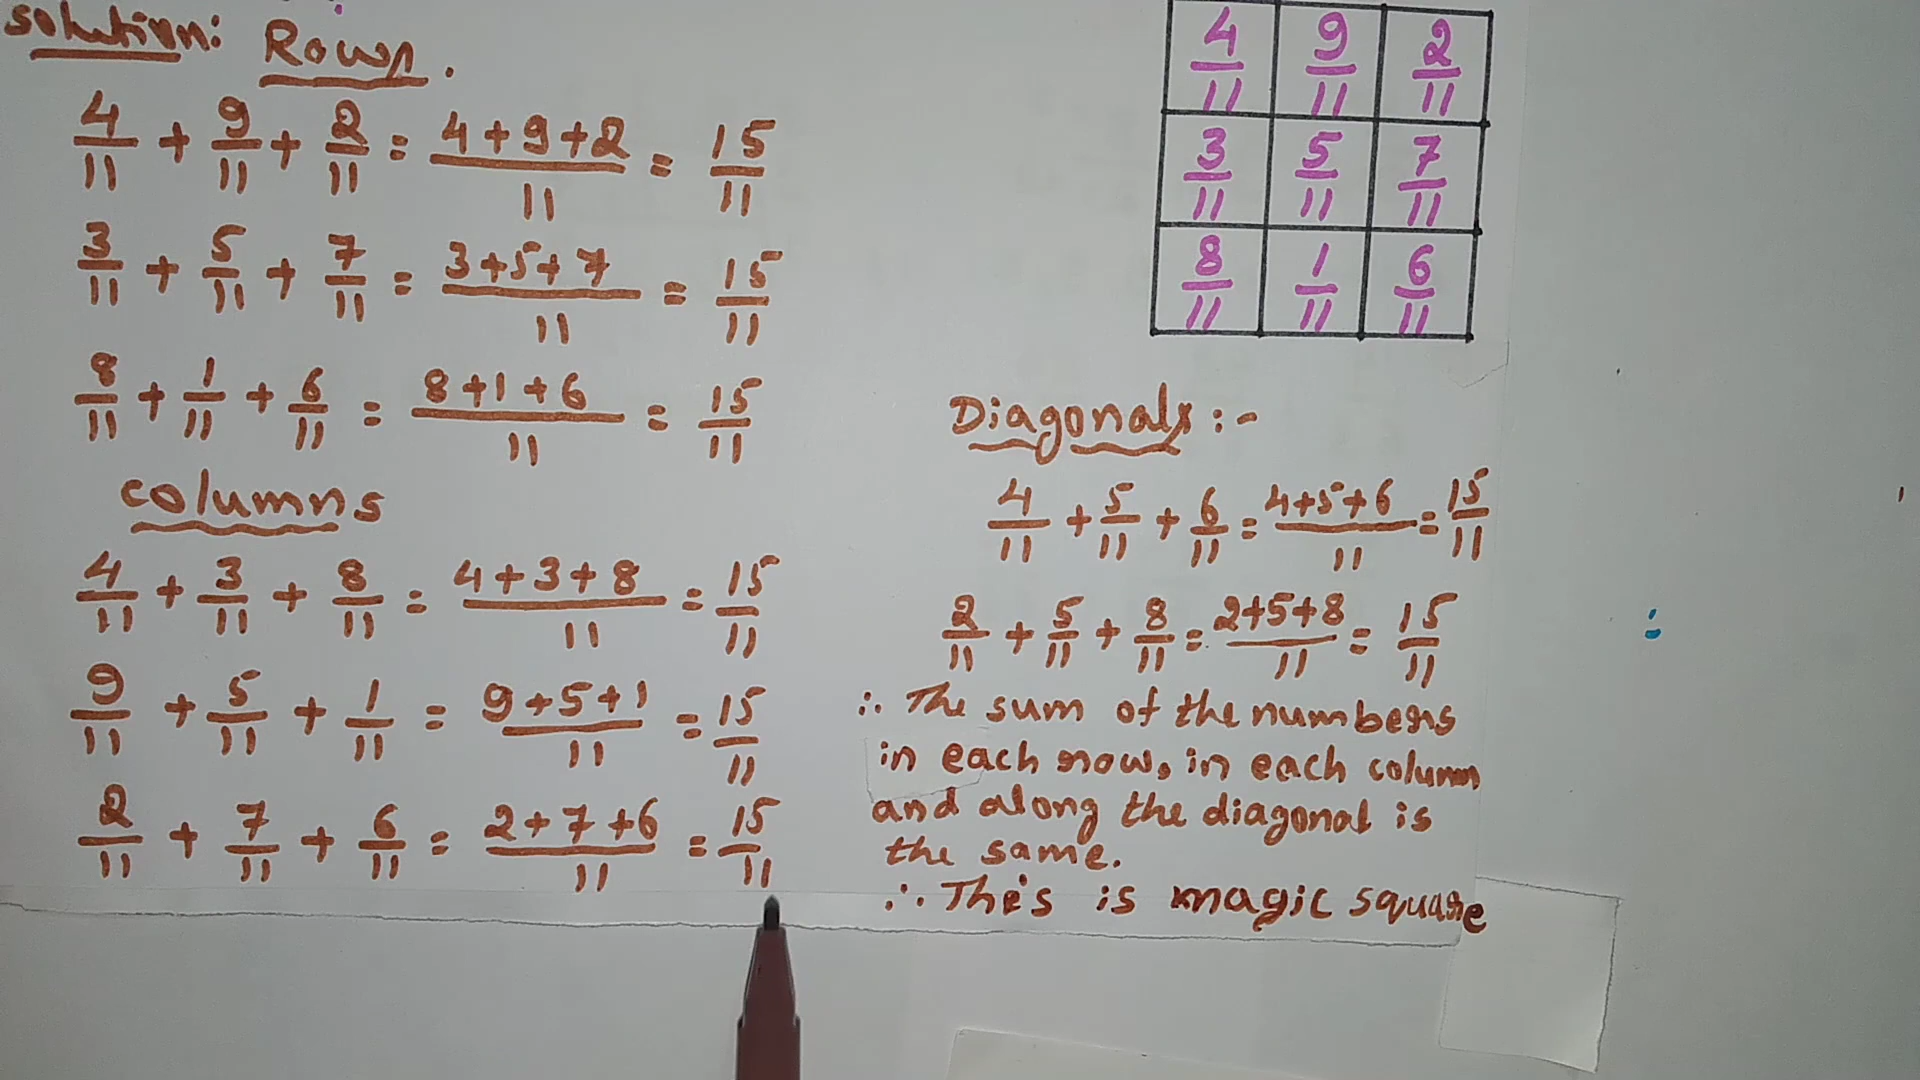 solution: Rows.
4/11 + 9/11 + 2/11 = 4+9+2/11 = 15/11
3/11 + 5/11 + 7/11 = 3+5+7/11 = 15/11
8/11 + 1/11 + 6/11 = 8+1+6/11 = 15/11
columns
4/11 + 3/11 + 8/11 = 4+3+8/11 = 15/11
9/11 + 5/11 + 1/11 = 9+5+1/11 = 15/11
2/11 + 7/11 + 6/11 = 2+7+6/11 = 15/11
4/11 9/11 2/11
3/11 5/11 7/11
8/11 1/11 6/11
Diagonals :-
4/11 + 5/11 + 6/11 = 4+5+6/11 = 15/11
2/11 + 5/11 + 8/11 = 2+5+8/11 = 15/11
∴ The sum of the numbers
in each row, in each column
and along the diagonal is
the same.
∴ This is magic square